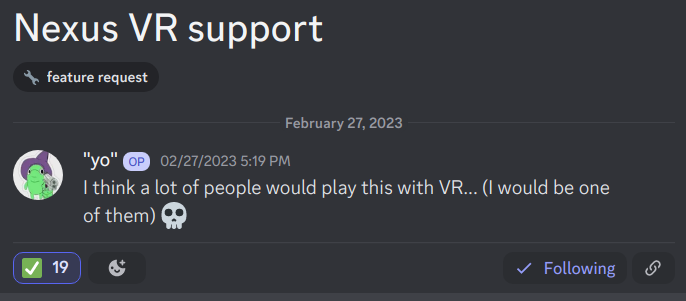 Nexus VR support
feature request
February 27, 2023
"yo" OP 02/27/2023 5:19 PM
I think a lot of people would play this with VR... (I would be one
of them) 💀
✅ 19
Following